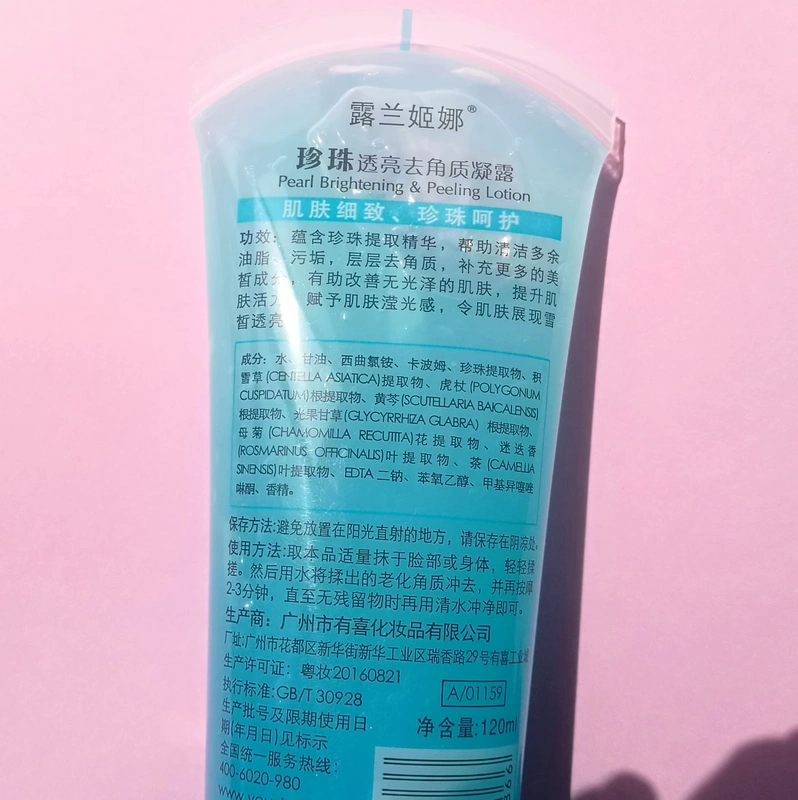 露兰姬娜®
珍珠透亮去角质凝露
Pearl Brightening & Peeling Lotion
肌肤细致、珍珠呵护
功效：蕴含珍珠提取精华，帮助清洁多余
油脂、污垢，层层去角质，补充更多的美
皙成分，有助改善无光泽的肌肤，提升肌
肤活力，赋予肌肤滢光感，令肌肤展现雪
皙透亮
成分：水、甘油、西曲氯铵、卡波姆、珍珠提取物、积
雪草(CENTELLA ASIATICA)提取物、虎杖(POLYGONUM
CUSPIDATUM)根提取物、黄芩(SCUTELLARIA BAICALENSIS)
根提取物、光果甘草(GLYCYRRHIZA GLABRA) 根提取物、
母菊(CHAMOMILLA RECUTITA)花提取物、迷迭香
(ROSMARINUS OFFICINALIS)叶提取物、茶(CAMELLIA
SINENSIS)叶提取物、EDTA 二钠、苯氧乙醇、甲基异噻唑
啉酮、香精。
保存方法:避免放置在阳光直射的地方，请保存在阴凉处。
使用方法:取本品适量抹于脸部或身体，轻轻揉
搓。然后用水将揉出的老化角质冲去，并再按摩
2-3分钟，直至无残留物时再用清水冲净即可。
生产商：广州市有喜化妆品有限公司
厂址:广州市花都区新华街新华工业区瑞香路29号有喜工业
生产许可证：粤妆20160821
执行标准:GB/T 30928
A/01159
生产批号及限期使用日
期(年月日)见标示
净含量:120ml
全国统一服务热线：
400-6020-980